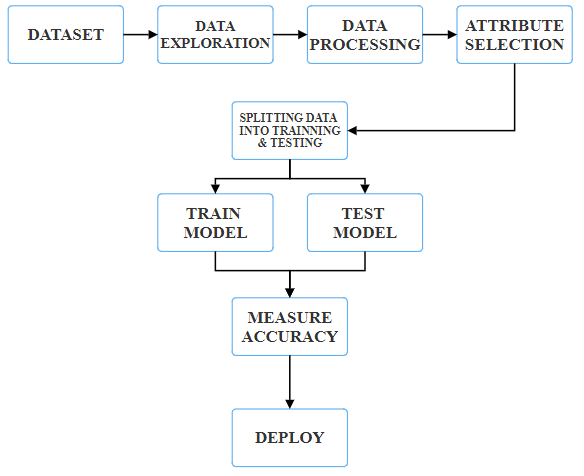 DATASET
DATA
EXPLORATION
DATA
PROCESSING
ATTRIBUTE
SELECTION
SPLITTING DATA
INTO TRAINNING
& TESTING
TRAIN
MODEL
TEST
MODEL
MEASURE
ACCURACY
DEPLOY